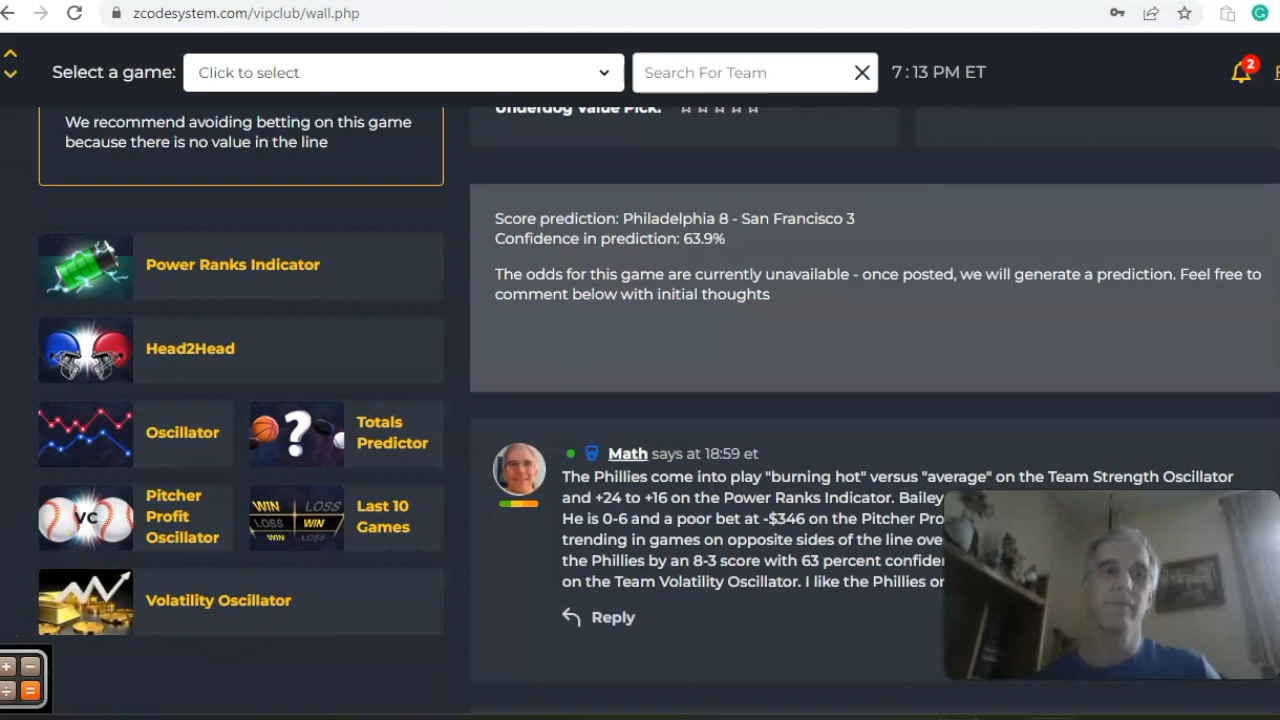 zcodesystem.com/vipclub/wall.php
Select a game:
Click to select
Search For Team
7:13 PM ET
2
We recommend avoiding betting on this game
because there is no value in the line
Underdog Value Pick:
Power Ranks Indicator
Head2Head
Oscillator
Totals
Predictor
Pitcher
Profit
Oscillator
VC
WIN LOSS
LOSS WIN
WIN LOSS
Last 10
Games
Volatility Oscillator
Score prediction: Philadelphia 8 - San Francisco 3
Confidence in prediction: 63.9%
The odds for this game are currently unavailable - once posted, we will generate a prediction. Feel free to
comment below with initial thoughts
Math says at 18:59 et
The Phillies come into play "burning hot" versus "average" on the Team Strength Oscillator
and +24 to +16 on the Power Ranks Indicator. Bailey
He is 0-6 and a poor bet at -$346 on the Pitcher Pro
trending in games on opposite sides of the line ove
the Phillies by an 8-3 score with 63 percent confide
on the Team Volatility Oscillator. I like the Phillies
Reply